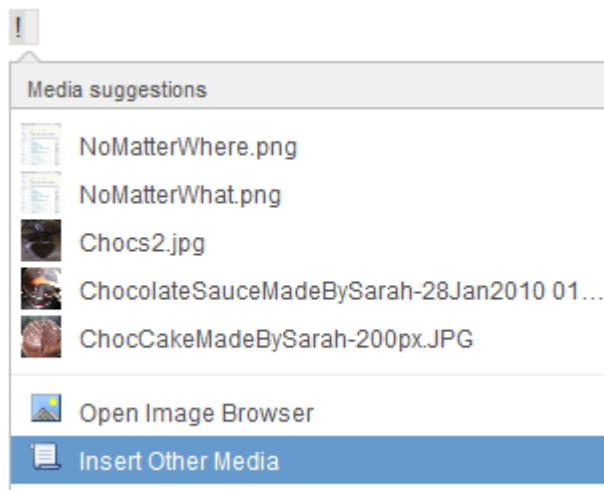 !
Media suggestions
NoMatterWhere.png
NoMatterWhat.png
Chocs2.jpg
ChocolateSauceMadeBySarah-28Jan2010 01...
ChocCakeMadeBySarah-200px.JPG
Open Image Browser
Insert Other Media